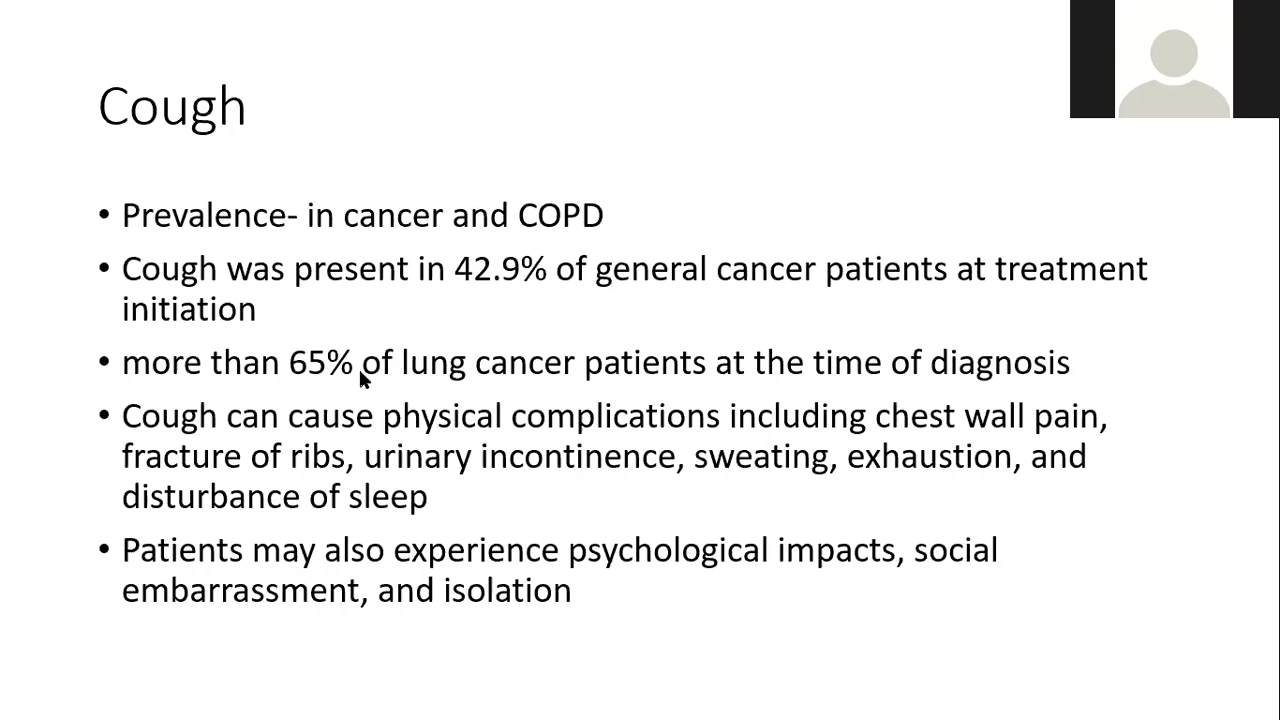 Cough
• Prevalence- in cancer and COPD
• Cough was present in 42.9% of general cancer patients at treatment
initiation
• more than 65% of lung cancer patients at the time of diagnosis
• Cough can cause physical complications including chest wall pain,
fracture of ribs, urinary incontinence, sweating, exhaustion, and
disturbance of sleep
• Patients may also experience psychological impacts, social
embarrassment, and isolation